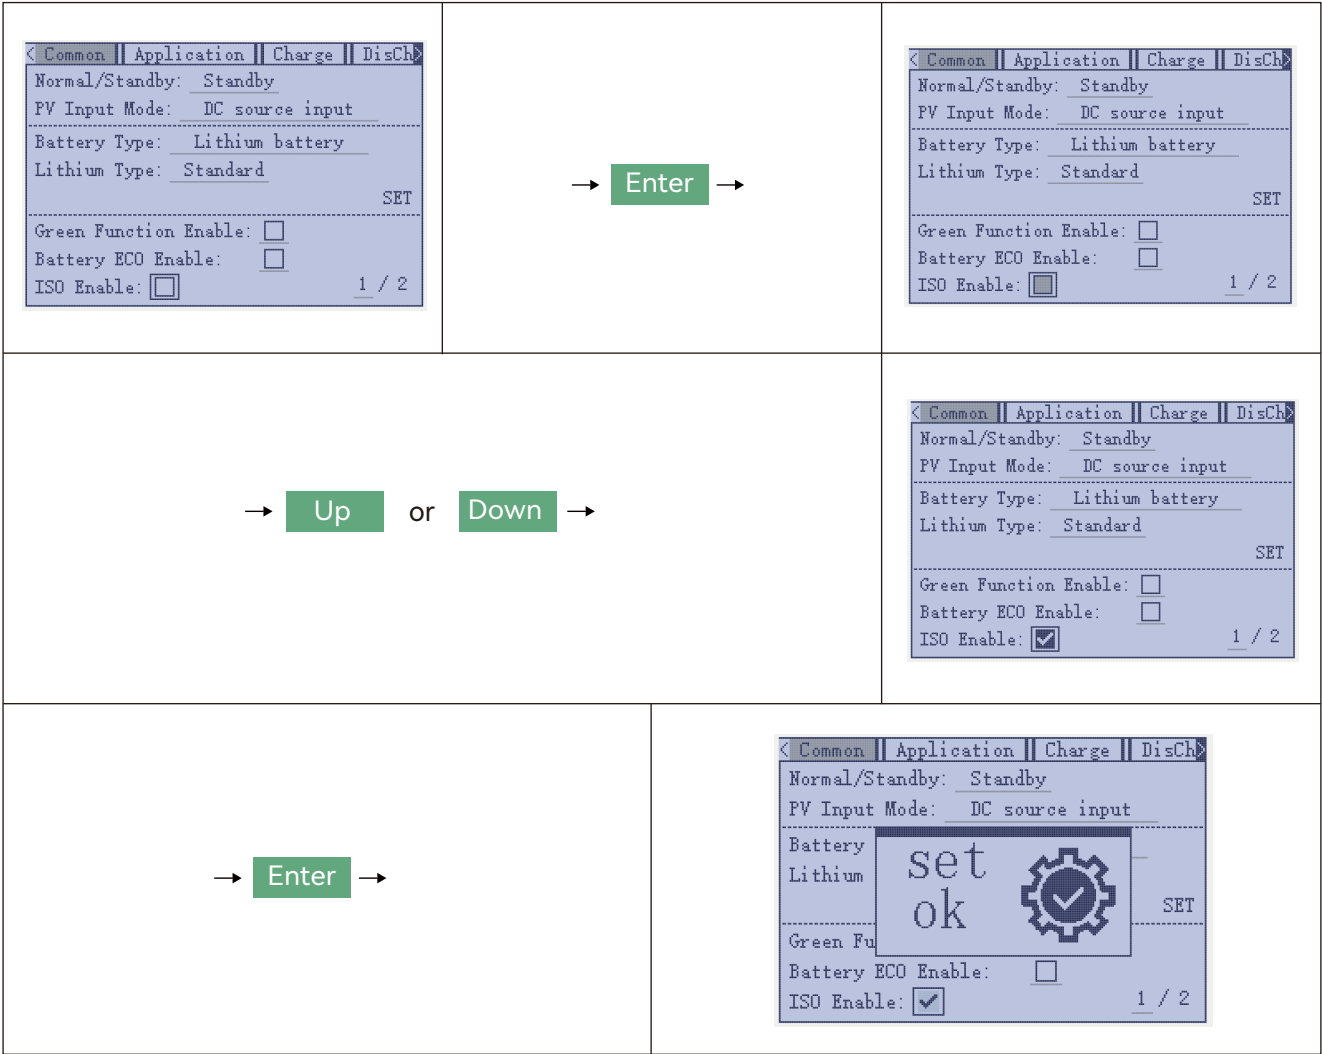 < Common Application Charge DisCh>
Normal/Standby: Standby
PV Input Mode: DC source input
Battery Type: Lithium battery
Lithium Type: Standard
SET
Green Function Enable:
Battery ECO Enable:
ISO Enable:
1 / 2
→ Enter →
< Common Application Charge DisCh>
Normal/Standby: Standby
PV Input Mode: DC source input
Battery Type: Lithium battery
Lithium Type: Standard
SET
Green Function Enable:
Battery ECO Enable:
ISO Enable:
1 / 2
→ Up or Down →
< Common Application Charge DisCh>
Normal/Standby: Standby
PV Input Mode: DC source input
Battery Type: Lithium battery
Lithium Type: Standard
SET
Green Function Enable:
Battery ECO Enable:
ISO Enable:
1 / 2
→ Enter →
< Common Application Charge DisCh>
Normal/Standby: Standby
PV Input Mode: DC source input
Battery
Lithium
set
ok
SET
Green Fu
Battery ECO Enable:
ISO Enable:
1 / 2